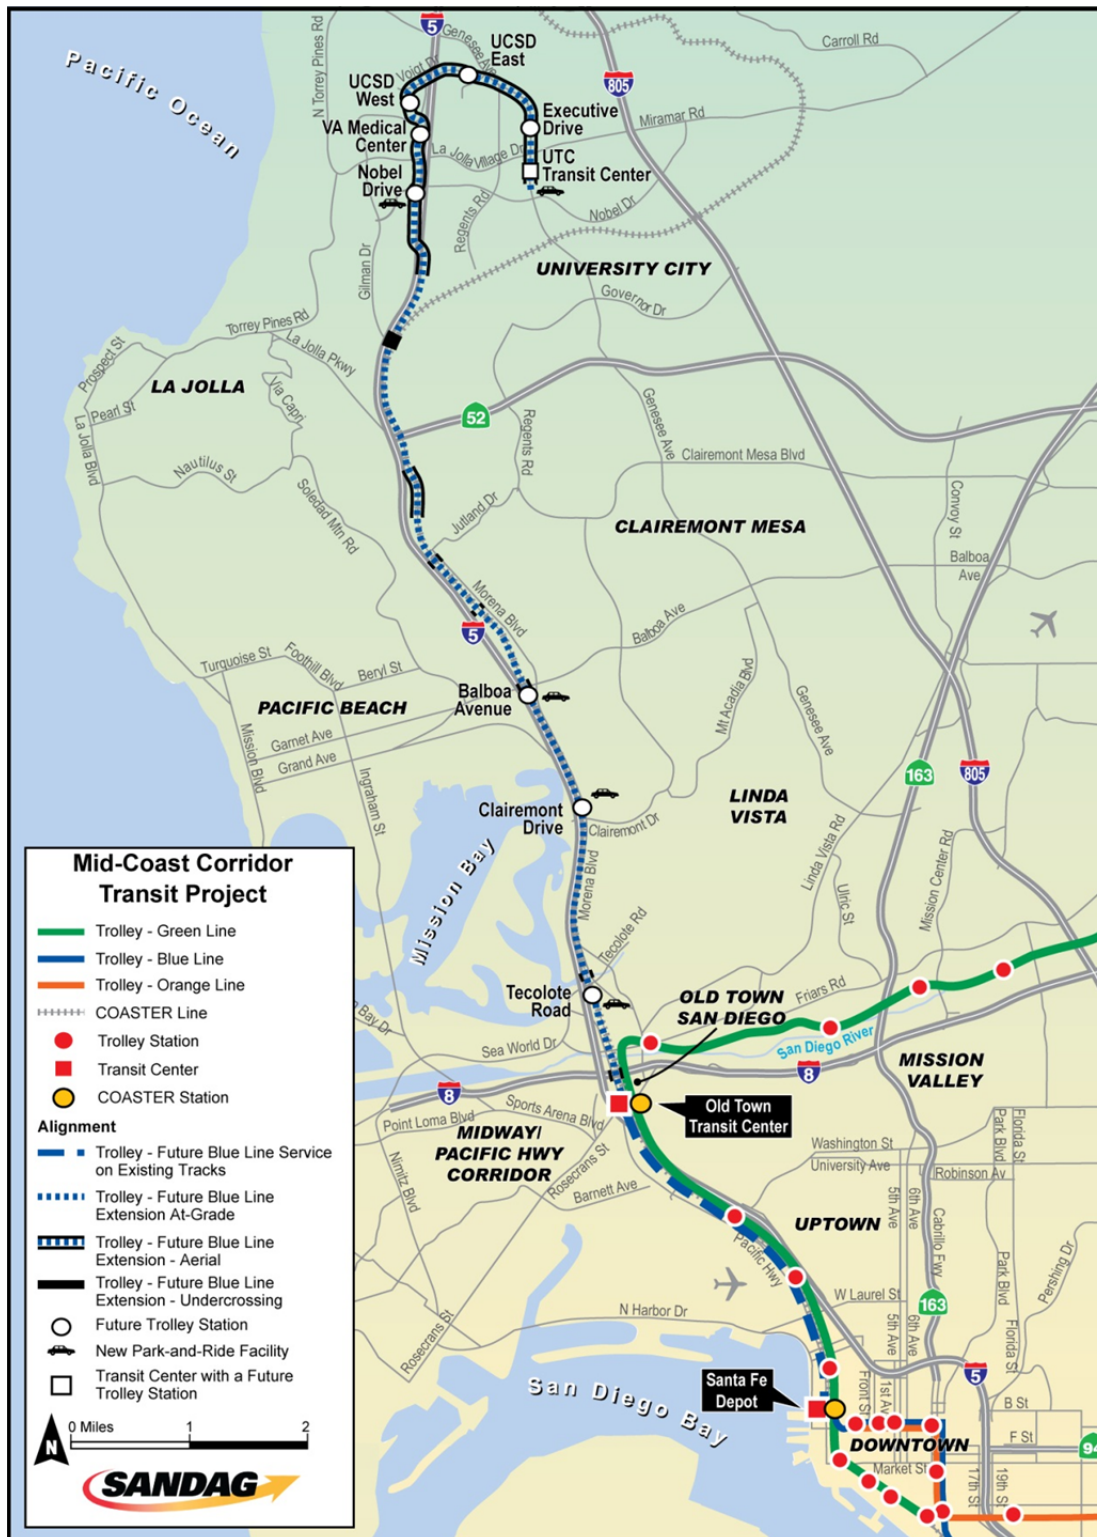 Pacific Ocean
N Torrey Pines Rd
5
Genesee Ave
UCSD
East
Voigt Dr
UCSD
West
805
Carroll Rd
Miramar Rd
VA Medical
Center
Executive
Drive
La Jolla Village Dr
UTC
Transit Center
Nobel
Drive
Regents Rd
Nobel Dr
Gilman Dr
UNIVERSITY CITY
Governor Dr
Torrey Pines Rd
La Jolla Pkwy
Prospect St
LA JOLLA
Via Capri
Pearl St
La Jolla Blvd
52
Regents Rd
Genesee Ave
Nautilus St
Soledad Mtn Rd
Clairemont Mesa Blvd
Jutland Dr
Convoy St
CLAIREMONT MESA
Balboa
Ave
Morena Blvd
5
Balboa Ave
Turquoise St
Foothill Blvd
Beryl St
Mt Acadia Blvd
Genesee Ave
PACIFIC BEACH
Balboa
Avenue
Mission Blvd
Garnet Ave
Grand Ave
Ingraham St
163
805
LINDA
VISTA
Clairemont
Drive
Clairemont Dr
Mission Bay
Morena Blvd
Linda Vista Rd
Ulric St
Mission Center Rd
Tecolote Rd
Mid-Coast Corridor
Transit Project
Trolley - Green Line
Trolley - Blue Line
Trolley - Orange Line
COASTER Line
Trolley Station
Transit Center
COASTER Station
Alignment
Trolley - Future Blue Line Service
on Existing Tracks
Trolley - Future Blue Line
Extension At-Grade
Trolley - Future Blue Line
Extension - Aerial
Trolley - Future Blue Line
Extension - Undercrossing
Future Trolley Station
New Park-and-Ride Facility
Transit Center with a Future
Trolley Station
N
0 Miles
1
2
SANDAG
Tecolote
Road
OLD TOWN
SAN DIEGO
Friars Rd
San Diego River
Bay Dr
Sea World Dr
8
8
MISSION
VALLEY
Point Loma Blvd
Sports Arena Blvd
Old Town
Transit Center
MIDWAY/
PACIFIC HWY
CORRIDOR
Nimitz Blvd
Rosecrans St
Barnett Ave
Washington St
University Ave
Robinson Av
Park Blvd
Florida St
5th Ave
6th Ave
Cabrillo Fwy
UPTOWN
Pacific Hwy
Park Blvd
Pershing Dr
W Laurel St
163
N Harbor Dr
Rosecrans St
5th Ave
6th Ave
Florida St
San Diego Bay
Santa Fe
Depot
Front St
1st Av
5
B St
F St
94
DOWNTOWN
Market St
17th St
19th St